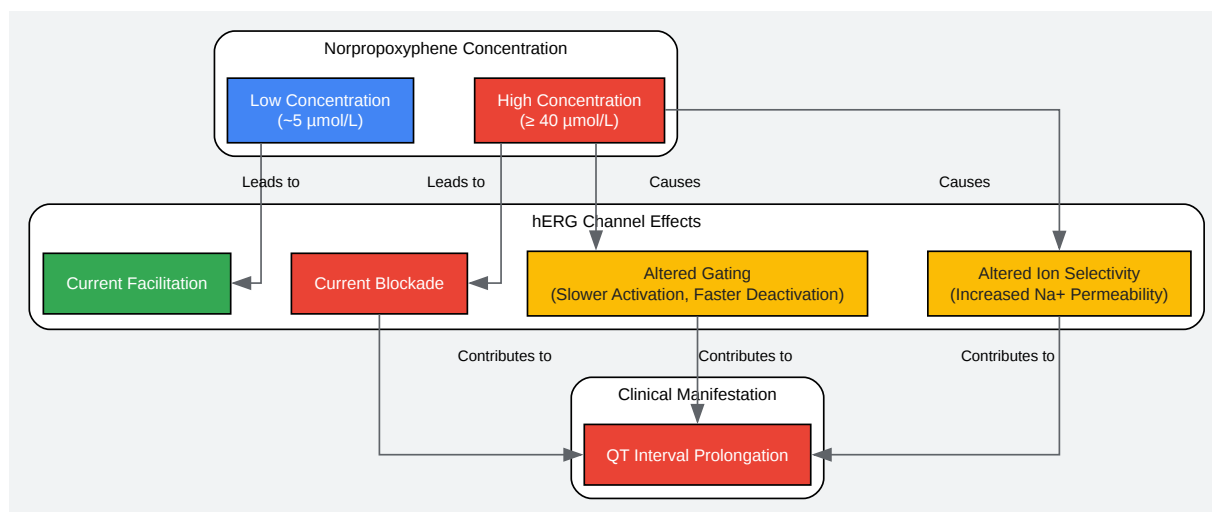 Norpropoxyphene Concentration
Low Concentration
(~5 µmol/L)
High Concentration
(≥ 40 µmol/L)
Leads to
Leads to
Causes
Causes
hERG Channel Effects
Current Facilitation
Current Blockade
Altered Gating
(Slower Activation, Faster Deactivation)
Altered Ion Selectivity
(Increased Na+ Permeability)
Contributes to
Contributes to
Contributes to
Clinical Manifestation
QT Interval Prolongation